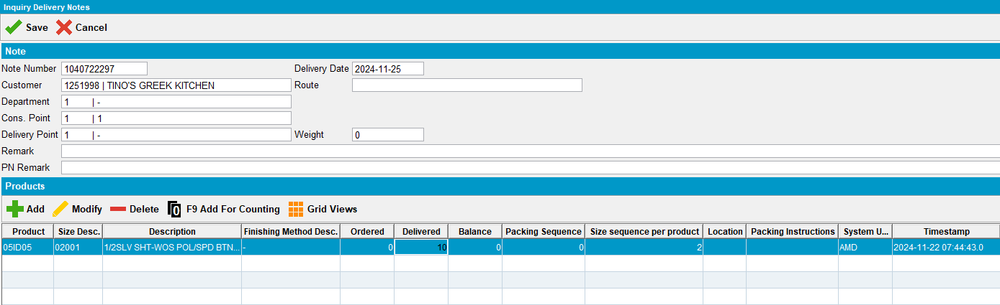 Inquiry Delivery Notes
Save Cancel
Note
Note Number 1040722297 Delivery Date 2024-11-25
Customer 1251998 | TINO'S GREEK KITCHEN Route
Department 1 | -
Cons. Point 1 | 1
Delivery Point 1 | - Weight 0
Remark
PN Remark
Products
Add Modify Delete F9 Add For Counting Grid Views
Product Size Desc. Description Finishing Method Desc. Ordered Delivered Balance Packing Sequence Size sequence per product Location Packing Instructions System U... Timestamp
05ID05 02001 1/2SLV SHT-WOS POL/SPD BTN... - 0 10 0 0 2 AMD 2024-11-22 07:44:43.0